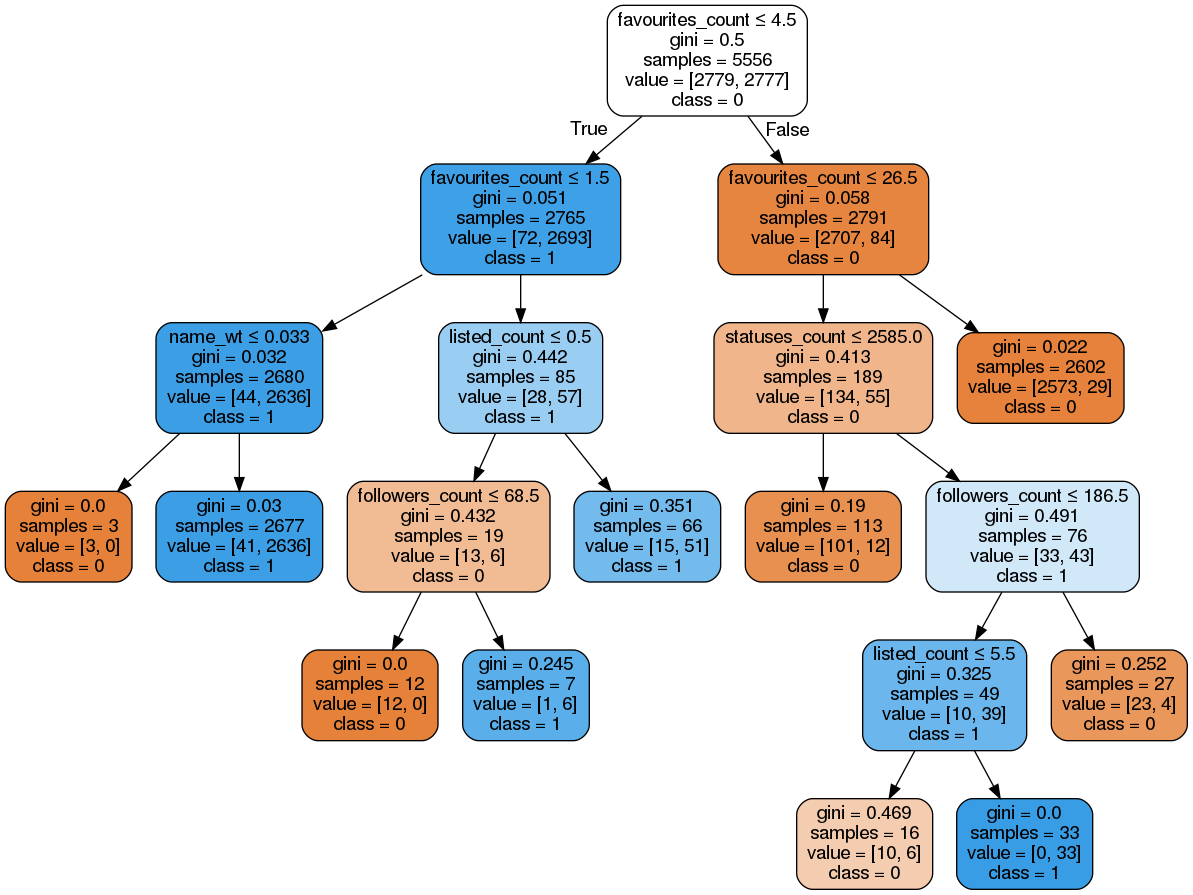 favourites_count ≤ 4.5
gini = 0.5
samples = 5556
value = [2779, 2777]
class = 0
True
False
favourites_count ≤ 1.5
gini = 0.051
samples = 2765
value = [72, 2693]
class = 1
favourites_count ≤ 26.5
gini = 0.058
samples = 2791
value = [2707, 84]
class = 0
name_wt ≤ 0.033
gini = 0.032
samples = 2680
value = [44, 2636]
class = 1
listed_count ≤ 0.5
gini = 0.442
samples = 85
value = [28, 57]
class = 1
statuses_count ≤ 2585.0
gini = 0.413
samples = 189
value = [134, 55]
class = 0
gini = 0.022
samples = 2602
value = [2573, 29]
class = 0
gini = 0.0
samples = 3
value = [3, 0]
class = 0
gini = 0.03
samples = 2677
value = [41, 2636]
class = 1
followers_count ≤ 68.5
gini = 0.432
samples = 19
value = [13, 6]
class = 0
gini = 0.351
samples = 66
value = [15, 51]
class = 1
gini = 0.19
samples = 113
value = [101, 12]
class = 0
followers_count ≤ 186.5
gini = 0.491
samples = 76
value = [33, 43]
class = 1
gini = 0.0
samples = 12
value = [12, 0]
class = 0
gini = 0.245
samples = 7
value = [1, 6]
class = 1
listed_count ≤ 5.5
gini = 0.325
samples = 49
value = [10, 39]
class = 1
gini = 0.252
samples = 27
value = [23, 4]
class = 0
gini = 0.469
samples = 16
value = [10, 6]
class = 0
gini = 0.0
samples = 33
value = [0, 33]
class = 1